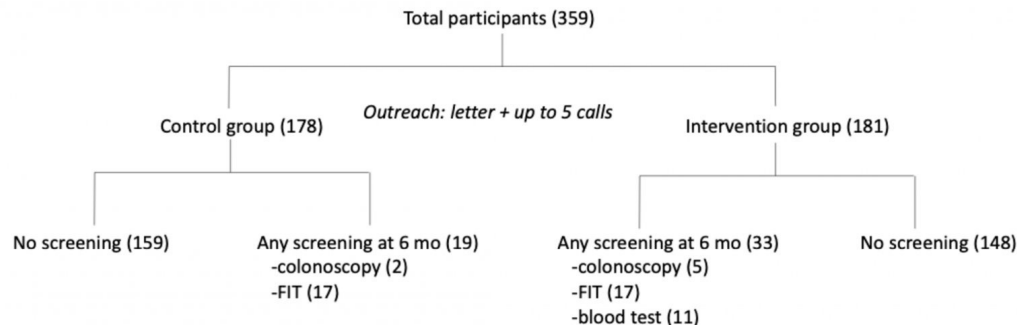 Total participants (359)
Outreach: letter + up to 5 calls
Control group (178)
Intervention group (181)
No screening (159)
Any screening at 6 mo (19)
-colonoscopy (2)
-FIT (17)
Any screening at 6 mo (33)
-colonoscopy (5)
-FIT (17)
-blood test (11)
No screening (148)